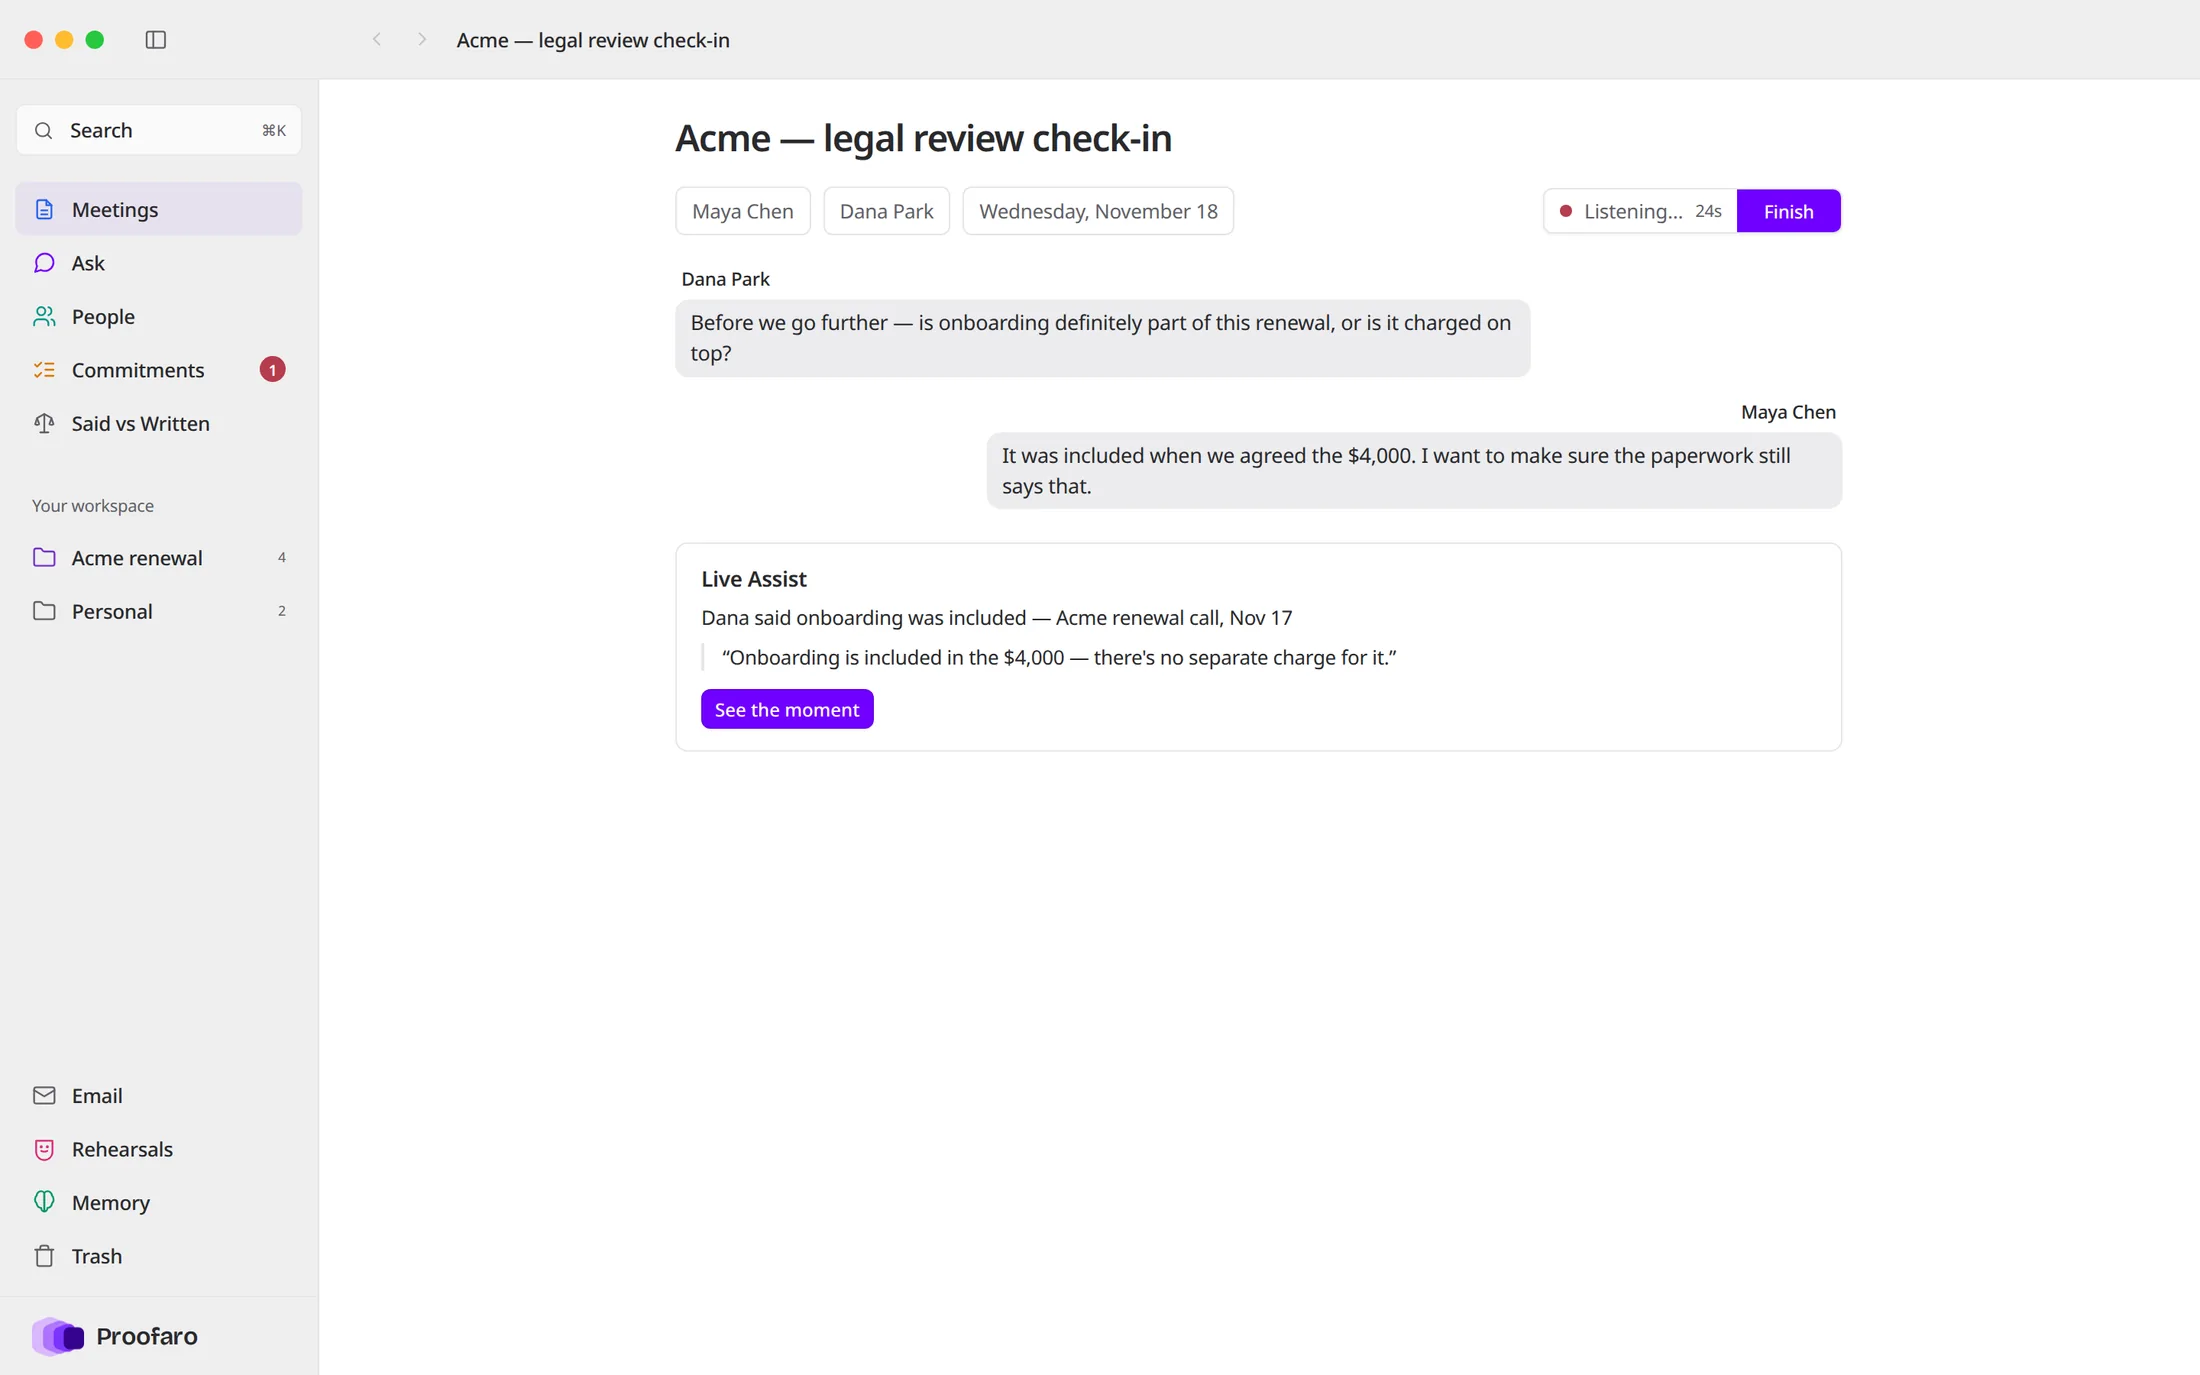 Acme — legal review check-in
Search ⌘K
Meetings
Ask
People
Commitments 1
Said vs Written
Your workspace
Acme renewal 4
Personal 2
Email
Rehearsals
Memory
Trash
Proofaro
Acme — legal review check-in
Maya Chen Dana Park Wednesday, November 18 Listening... 24s Finish
Dana Park
Before we go further — is onboarding definitely part of this renewal, or is it charged on
top?
Maya Chen
It was included when we agreed the $4,000. I want to make sure the paperwork still
says that.
Live Assist
Dana said onboarding was included — Acme renewal call, Nov 17
“Onboarding is included in the $4,000 — there's no separate charge for it.”
See the moment